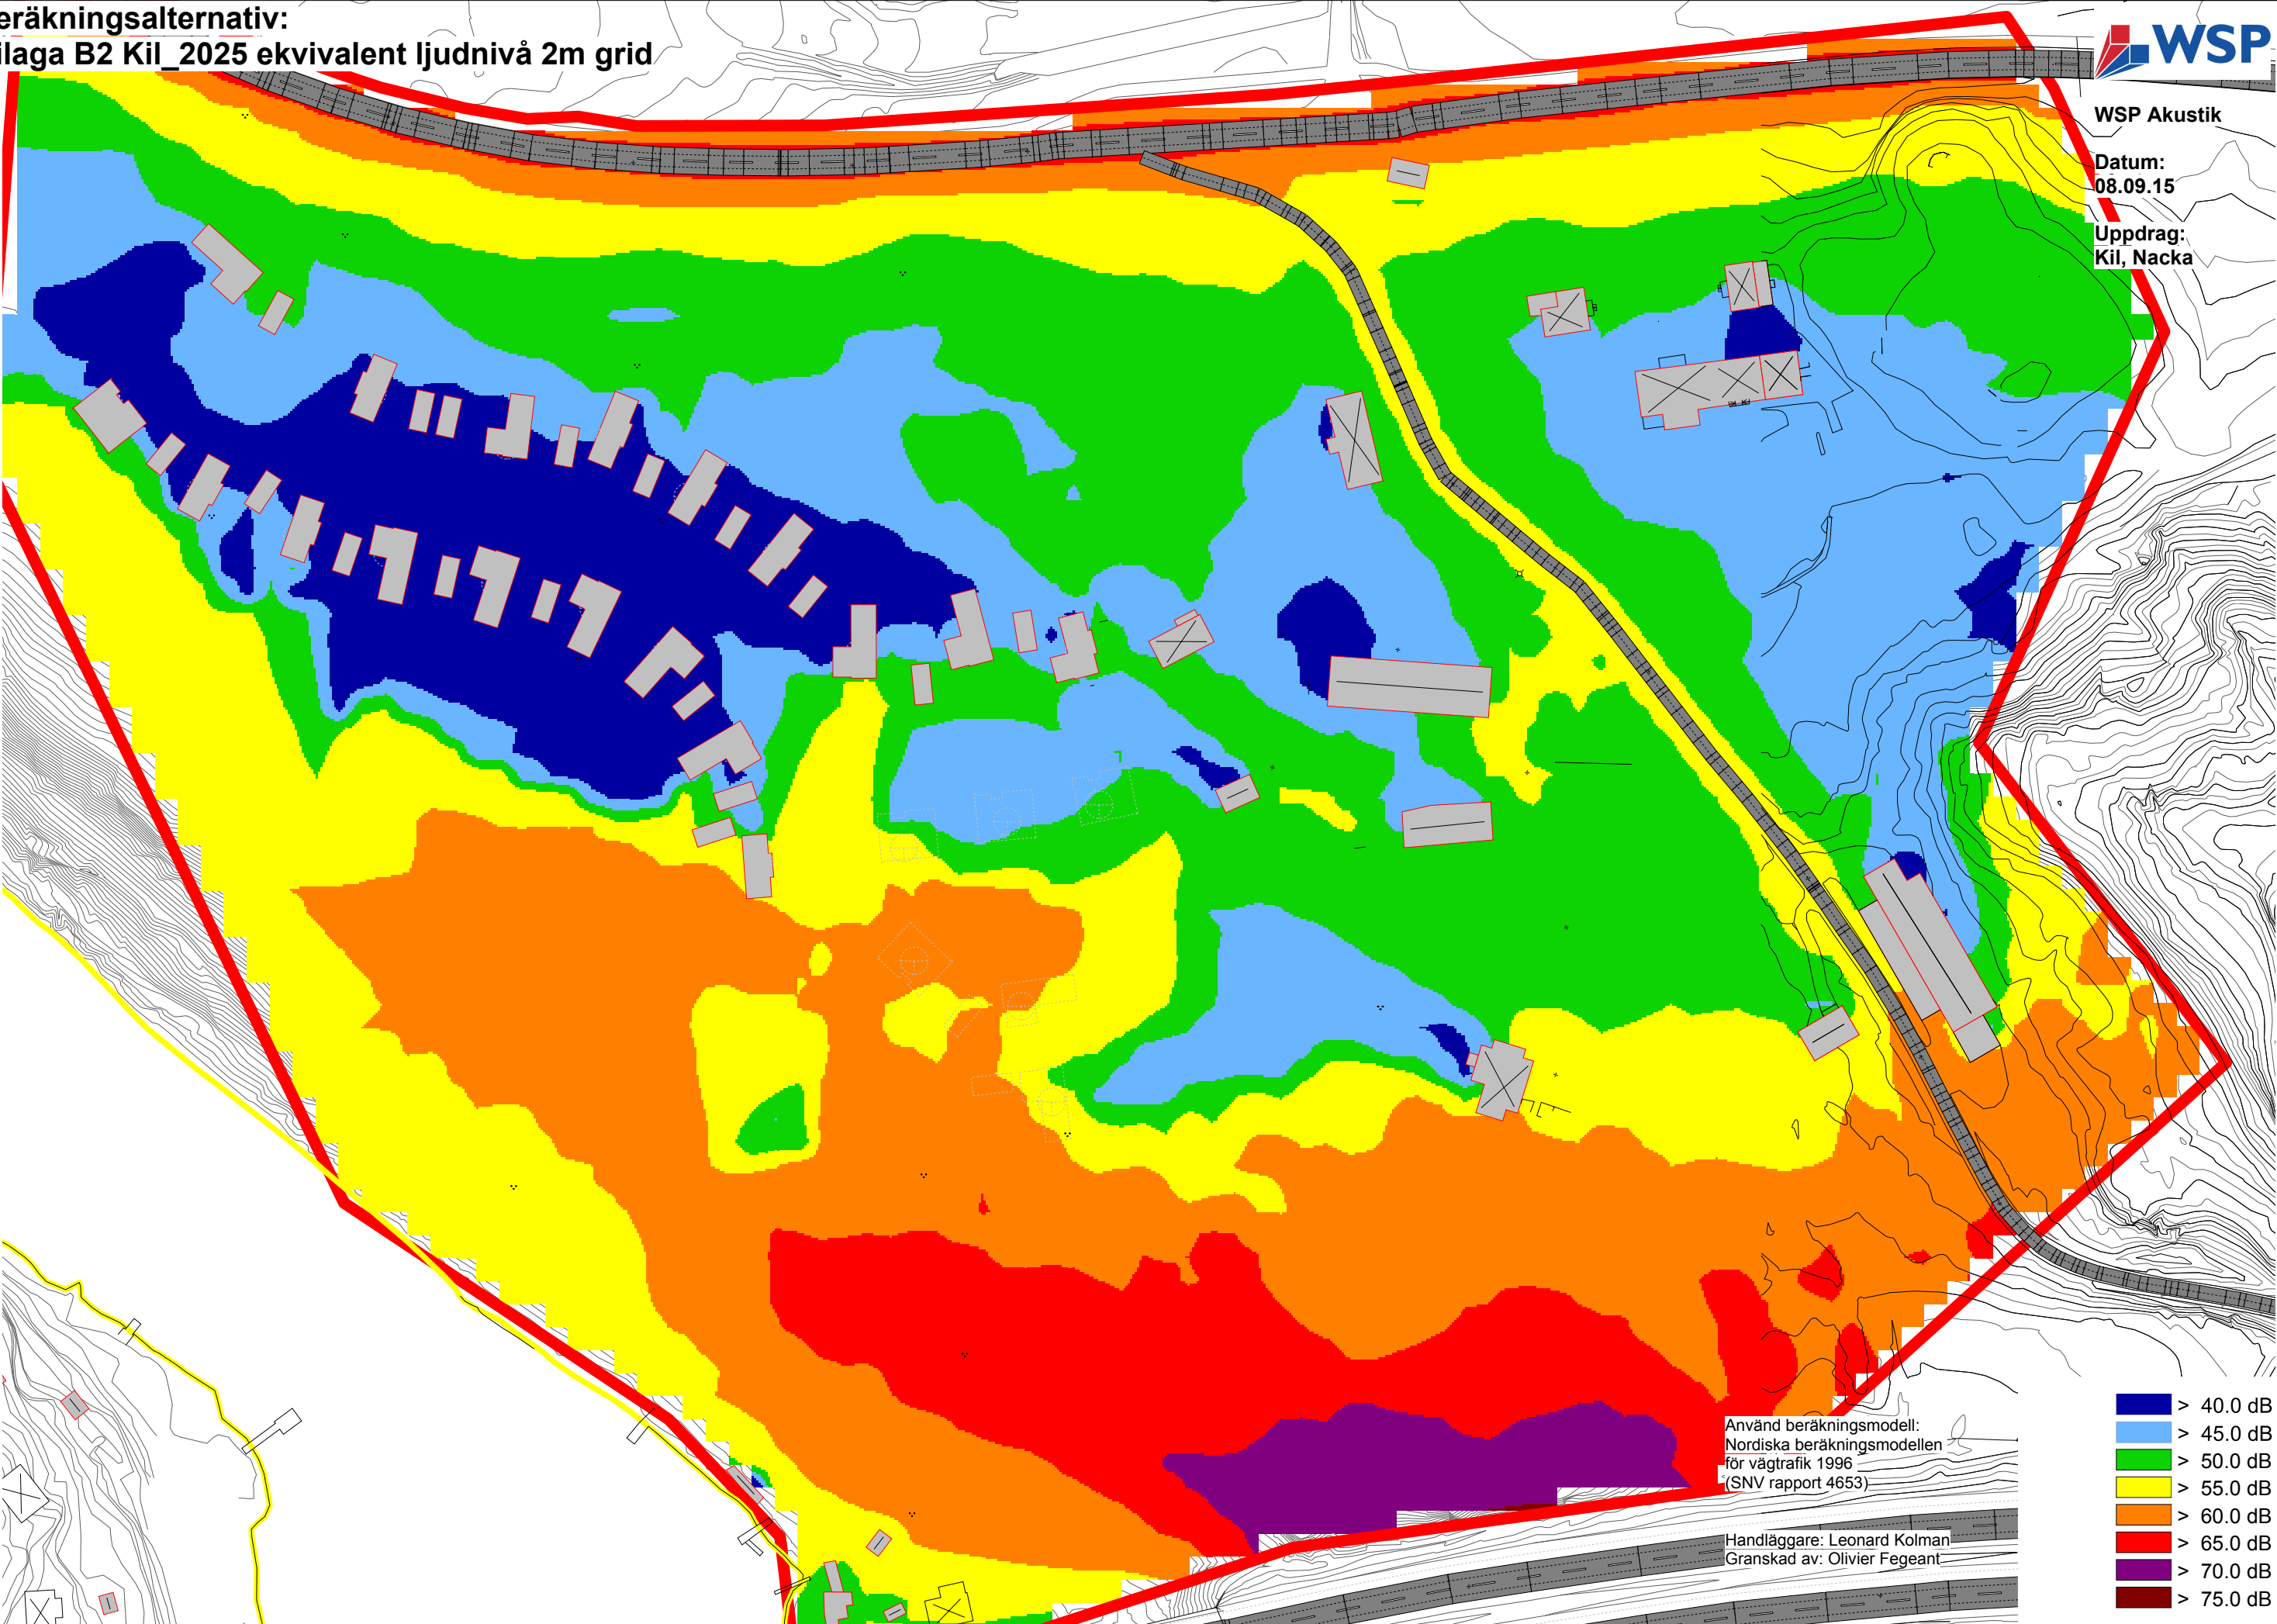 eräkningsalternativ:
ilaga B2 Kil_2025 ekvivalent ljudnivå 2m grid
WSP
WSP Akustik
Datum:
08.09.15
Uppdrag:
Kil, Nacka
Använd beräkningsmodell:
Nordiska beräkningsmodellen
för vägtrafik 1996
(SNV rapport 4653)
Handläggare: Leonard Kolman
Granskad av: Olivier Fegeant
> 40.0 dB
> 45.0 dB
> 50.0 dB
> 55.0 dB
> 60.0 dB
> 65.0 dB
> 70.0 dB
> 75.0 dB